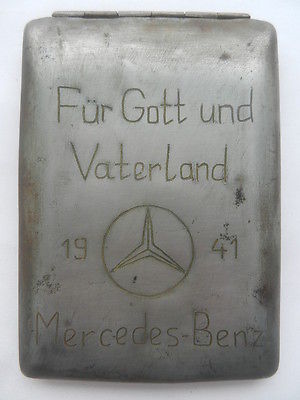 Für Gott und
Vaterland
19 41
Mercedes-Benz